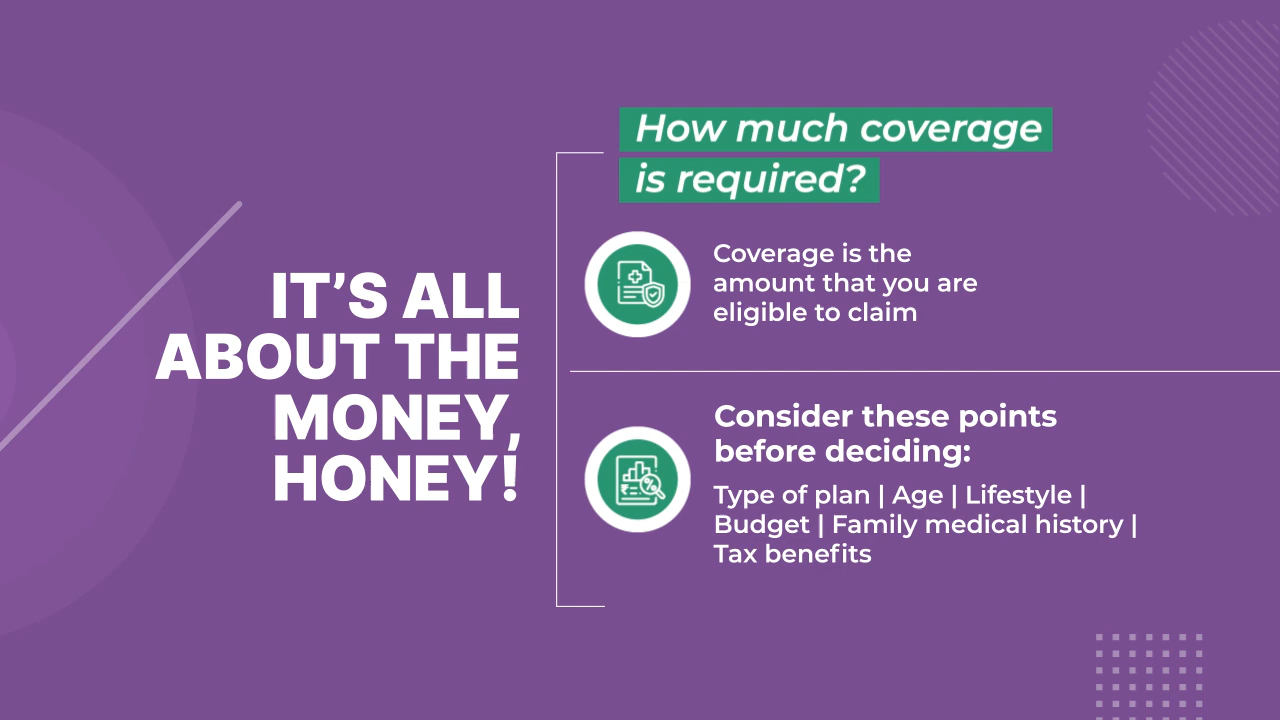 IT’S ALL
ABOUT THE
MONEY,
HONEY!
How much coverage
is required?
Coverage is the
amount that you are
eligible to claim
Consider these points
before deciding:
Type of plan | Age | Lifestyle |
Budget | Family medical history |
Tax benefits